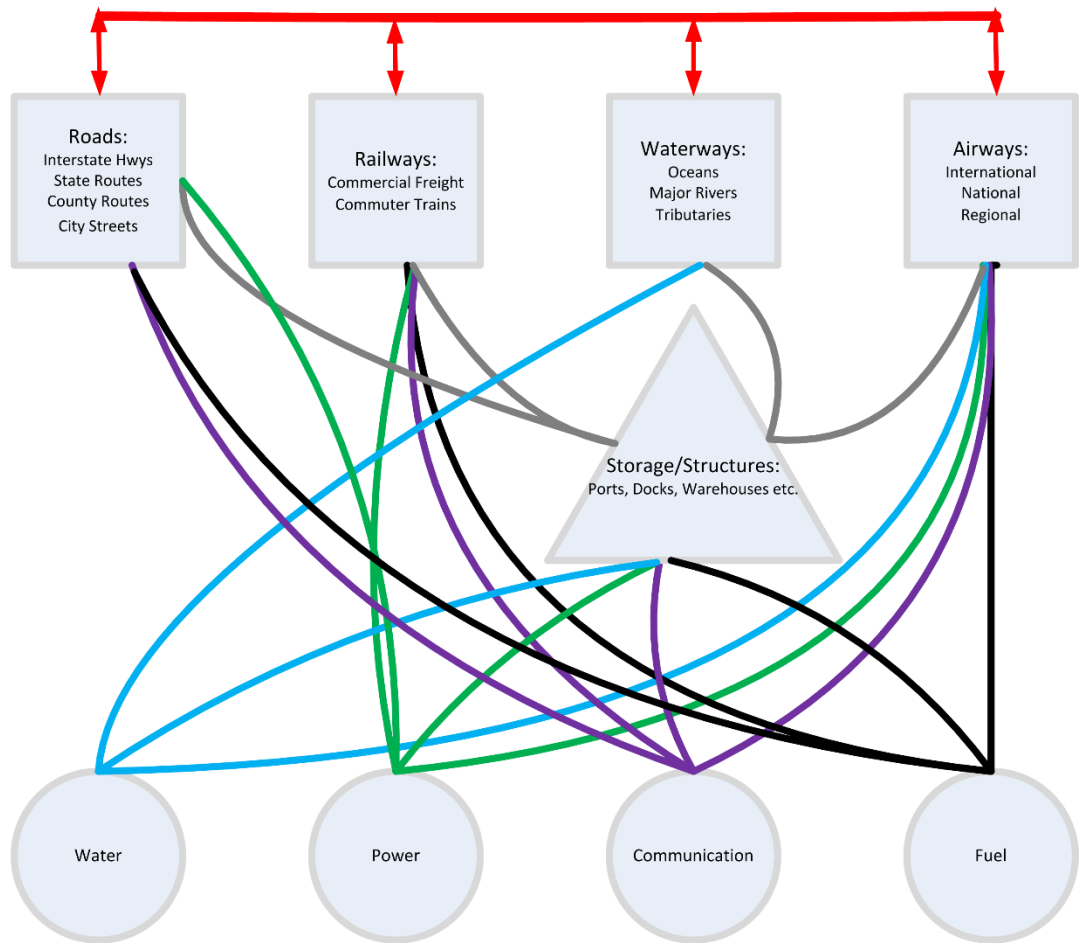 Roads:
Interstate Hwys
State Routes
County Routes
City Streets
Railways:
Commercial Freight
Commuter Trains
Waterways:
Oceans
Major Rivers
Tributaries
Airways:
International
National
Regional
Storage/Structures:
Ports, Docks, Warehouses etc.
Water
Power
Communication
Fuel